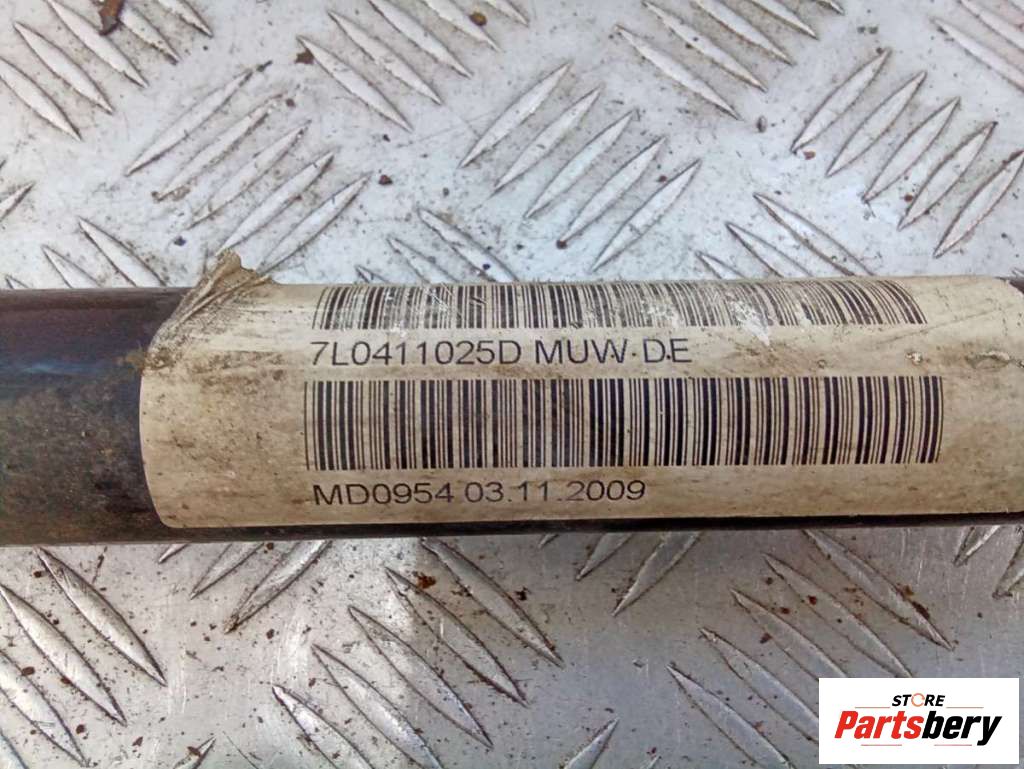 7L0411025D MUW-DE
MD0954 03.11.2009
STORE
Partsbery